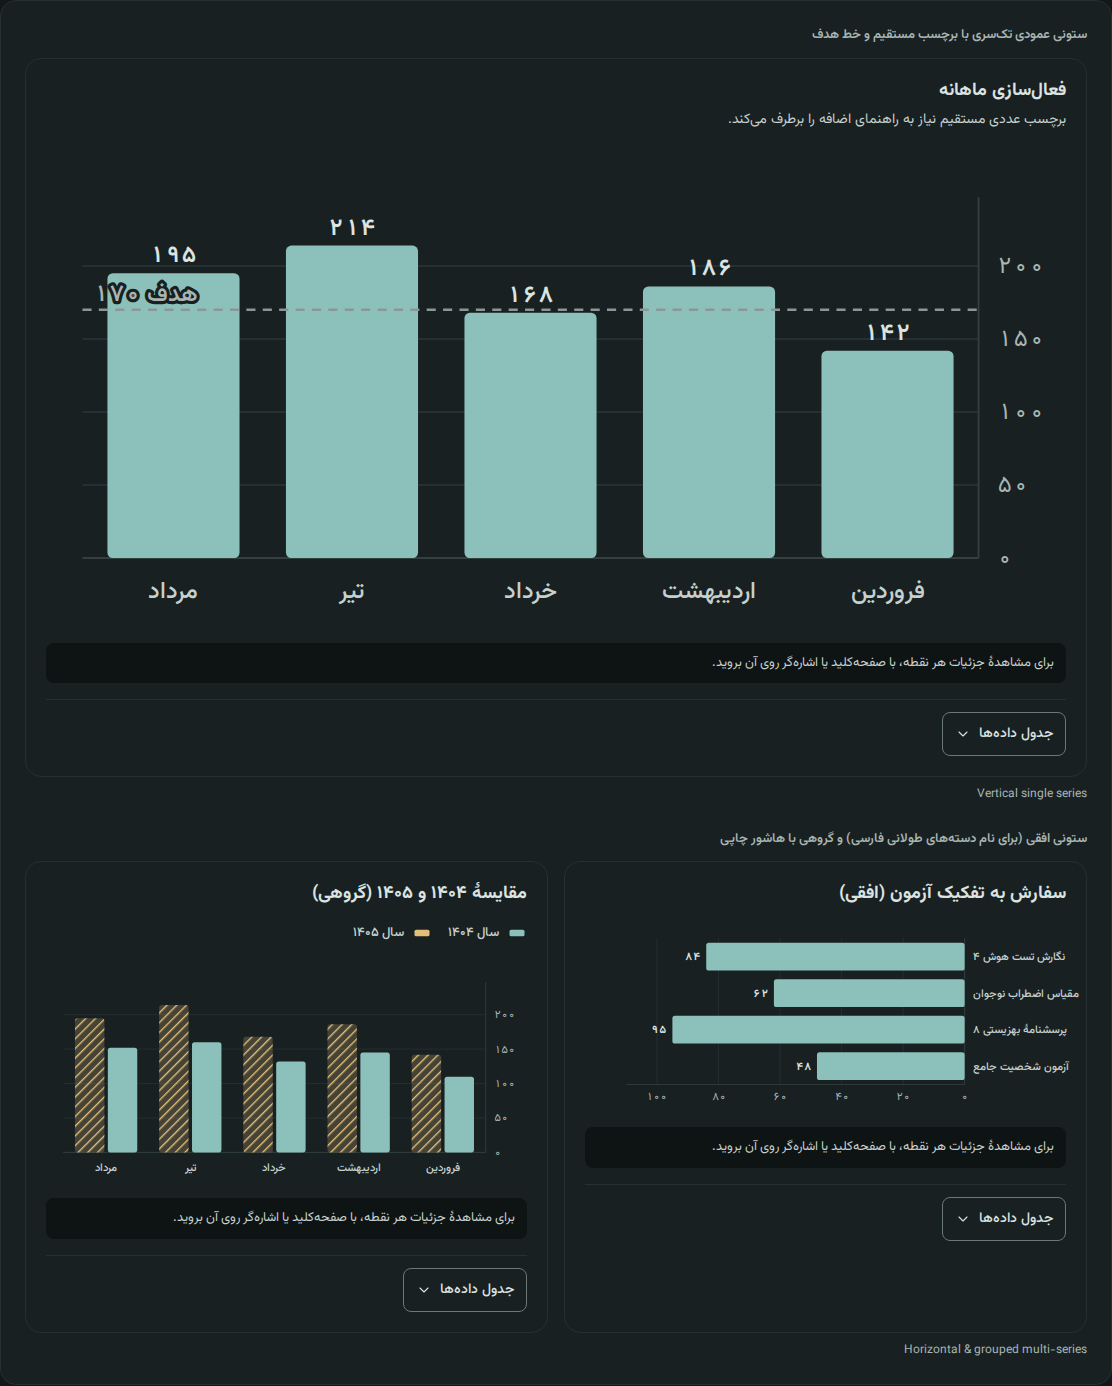 ستونی عمودی تک‌سری با برچسب مستقیم و خط هدف
فعال‌سازی ماهانه
برچسب عددی مستقیم نیاز به راهنمای اضافه را برطرف می‌کند.
۲۰۰
۱۵۰
۱۰۰
۵۰
۰
۱۴۲
۱۸۶
۱۶۸
۲۱۴
۱۹۵
هدف ۱۷۰
فروردین
اردیبهشت
خرداد
تیر
مرداد
برای مشاهدهٔ جزئیات هر نقطه، با صفحه‌کلید یا اشاره‌گر روی آن بروید.
جدول داده‌ها
Vertical single series
ستونی افقی (برای نام دسته‌های طولانی فارسی) و گروهی با هاشور چاپی
سفارش به تفکیک آزمون (افقی)
نگارش تست هوش ۴
۸۴
مقیاس اضطراب نوجوان
۶۲
پرسشنامهٔ بهزیستی ۸
۹۵
آزمون شخصیت جامع
۴۸
۰
۲۰
۴۰
۶۰
۸۰
۱۰۰
برای مشاهدهٔ جزئیات هر نقطه، با صفحه‌کلید یا اشاره‌گر روی آن بروید.
جدول داده‌ها
مقایسهٔ ۱۴۰۴ و ۱۴۰۵ (گروهی)
سال ۱۴۰۴
سال ۱۴۰۵
۲۰۰
۱۵۰
۱۰۰
۵۰
۰
فروردین
اردیبهشت
خرداد
تیر
مرداد
برای مشاهدهٔ جزئیات هر نقطه، با صفحه‌کلید یا اشاره‌گر روی آن بروید.
جدول داده‌ها
Horizontal & grouped multi-series